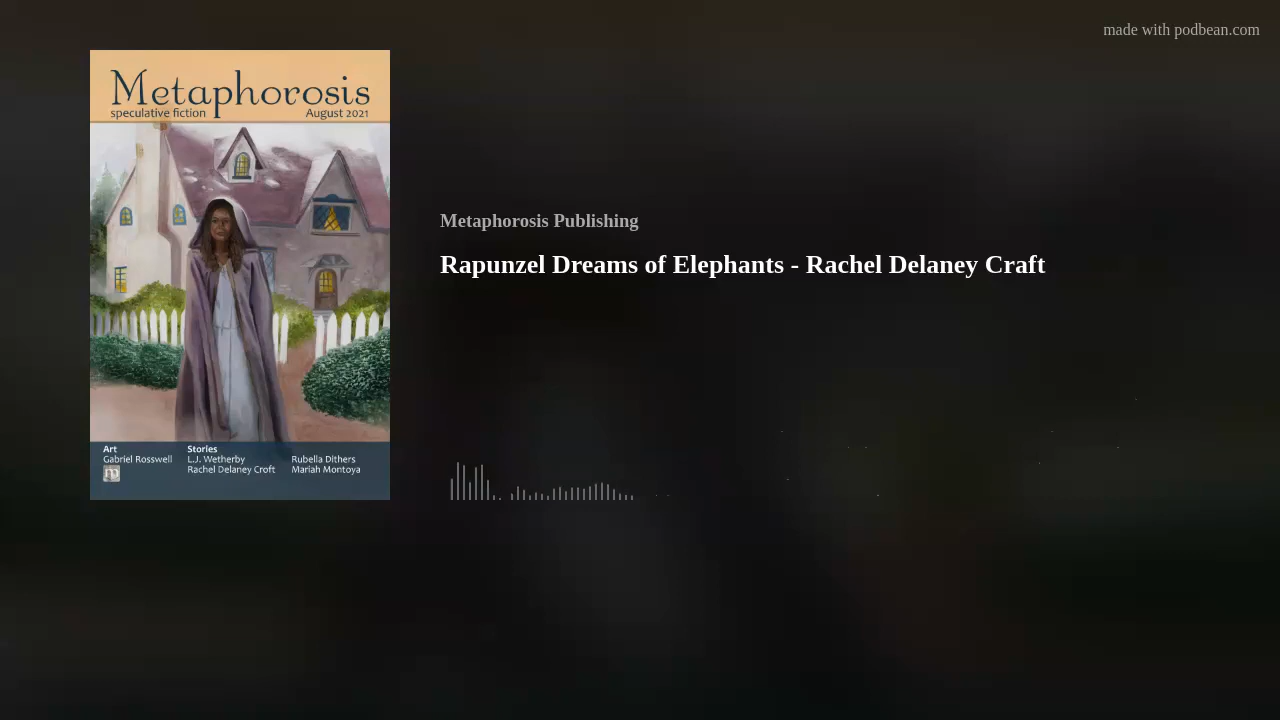 made with podbean.com
Metaphorosis
speculative fiction August 2021
Metaphorosis Publishing
Rapunzel Dreams of Elephants - Rachel Delaney Craft
Art Stories
Gabriel Rosswell L.J. Wetherby Rubella Dithers
Rachel Delaney Croft Mariah Montoya
m